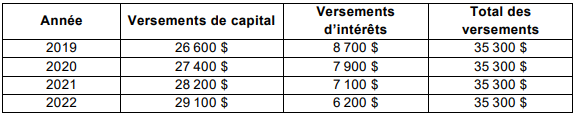 Année Versements de capital Versements d'intérêts Total des versements
2019 26 600 $ 8 700 $ 35 300 $
2020 27 400 $ 7 900 $ 35 300 $
2021 28 200 $ 7 100 $ 35 300 $
2022 29 100 $ 6 200 $ 35 300 $